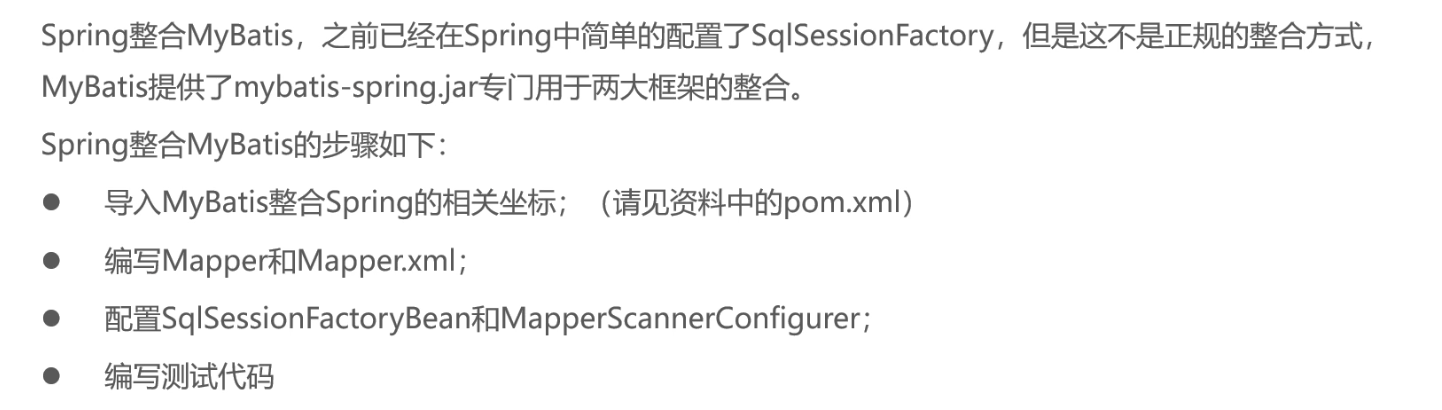 Spring整合MyBatis，之前已经在Spring中简单的配置了SqlSessionFactory，但是这不是正规的整合方式，
MyBatis提供了mybatis-spring.jar专门用于两大框架的整合。
Spring整合MyBatis的步骤如下：
● 导入MyBatis整合Spring的相关坐标；（请见资料中的pom.xml）
● 编写Mapper和Mapper.xml；
● 配置SqlSessionFactoryBean和MapperScannerConfigurer；
● 编写测试代码